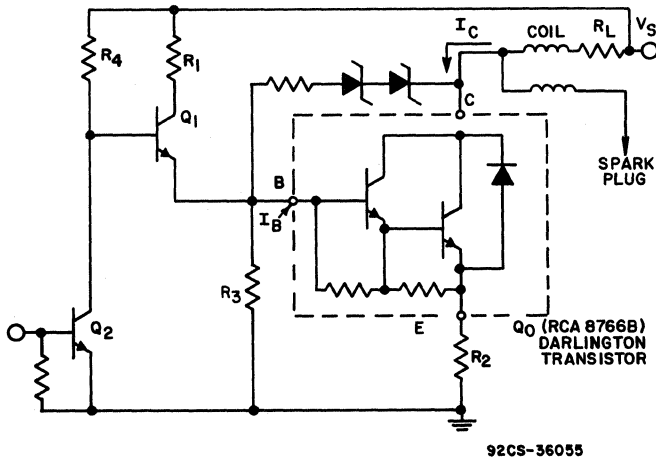 I_C
COIL
R_L
V_S
R_4
R_1
Q_1
C
SPARK
PLUG
B
I_B
R_3
Q_2
E
Q_O (RCA 8766B)
DARLINGTON
TRANSISTOR
R_2
92CS-36055